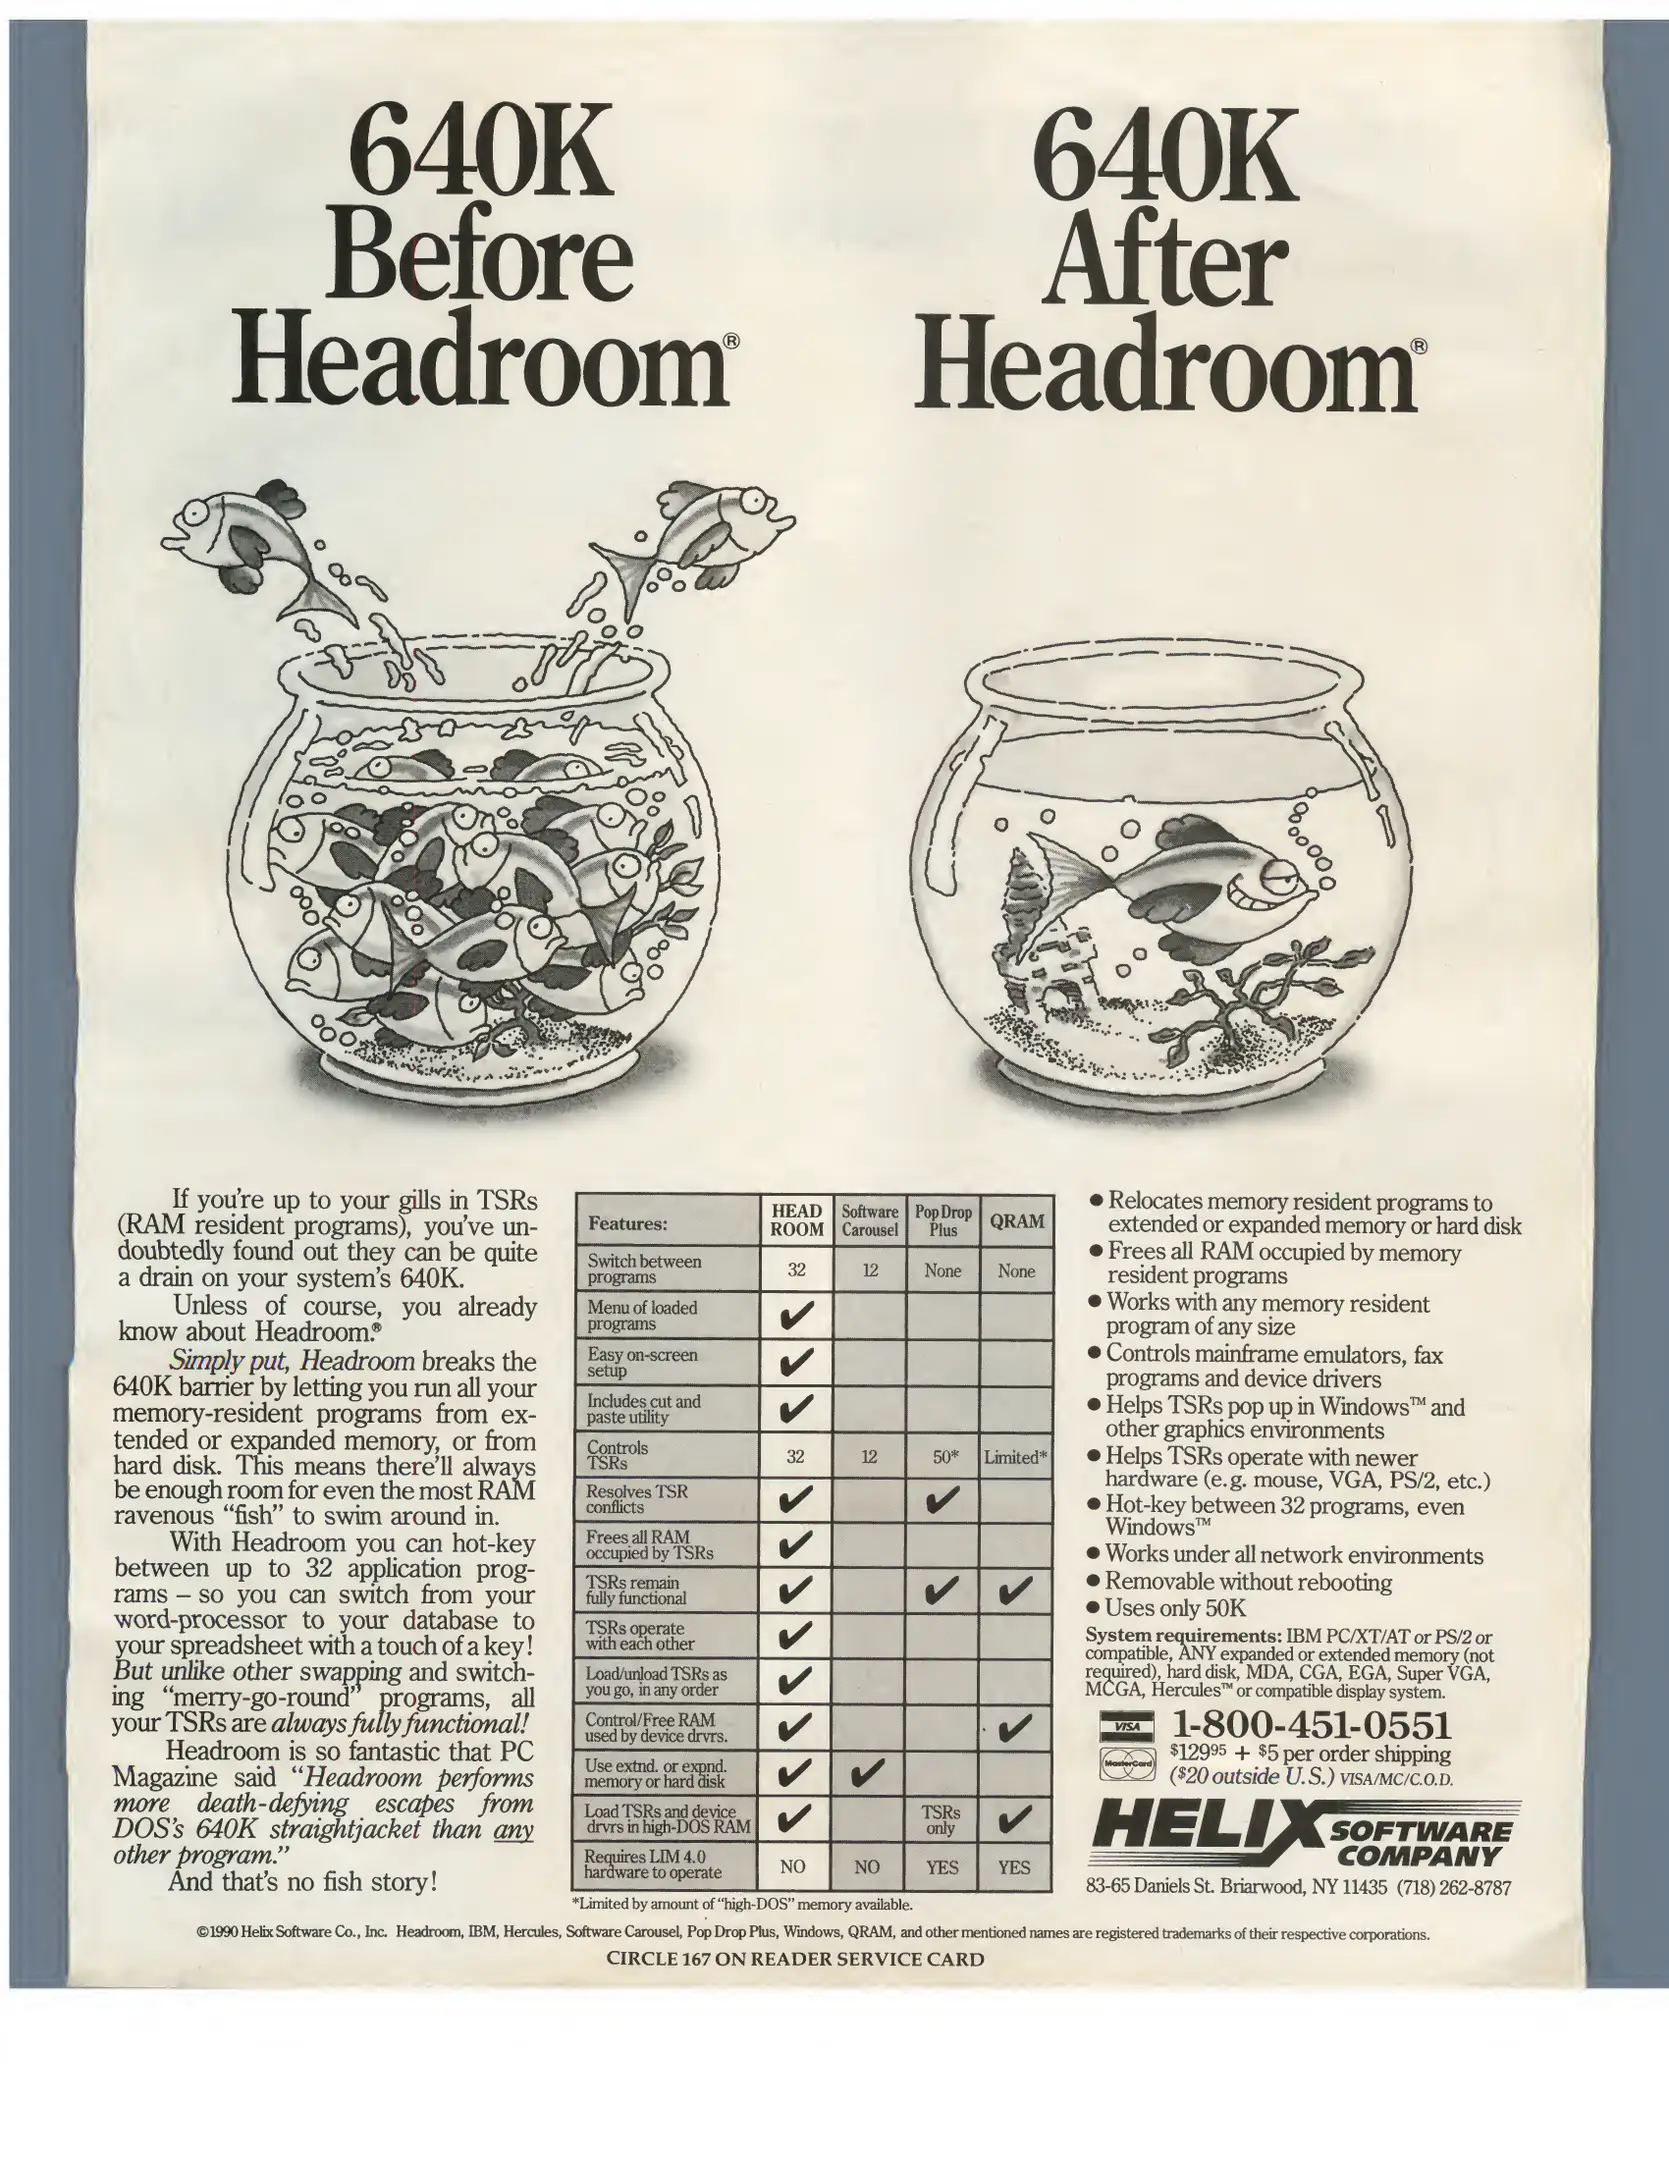 640K
Before
Headroom®
640K
After
Headroom®
If you're up to your gills in TSRs
(RAM resident programs), you've un-
doubtedly found out they can be quite
a drain on your system's 640K.
Unless of course, you already
know about Headroom.®
Simply put, Headroom breaks the
640K barrier by letting you run all your
memory-resident programs from ex-
tended or expanded memory, or from
hard disk. This means there'll always
be enough room for even the most RAM
ravenous “fish” to swim around in.
With Headroom you can hot-key
between up to 32 application prog-
rams – so you can switch from your
word-processor to your database to
your spreadsheet with a touch of a key!
But unlike other swapping and switch-
ing “merry-go-round” programs, all
your TSRs are always fully functional!
Headroom is so fantastic that PC
Magazine said “Headroom performs
more death-defying escapes from
DOS's 640K straightjacket than any
other program.”
And that's no fish story!
Features: HEAD ROOM Software Carousel Pop Drop Plus QRAM
Switch between programs 32 12 None None
Menu of loaded programs ✔
Easy on-screen setup ✔
Includes cut and paste utility ✔
Controls TSRs 32 12 50* Limited*
Resolves TSR conflicts ✔ ✔
Frees all RAM occupied by TSRs ✔
TSRs remain fully functional ✔ ✔ ✔
TSRs operate with each other ✔
Load/unload TSRs as you go, in any order ✔
Control/Free RAM used by device drvrs. ✔ ✔
Use extnd. or expnd. memory or hard disk ✔ ✔
Load TSRs and device drvrs in high-DOS RAM ✔ TSRs only ✔
Requires LIM 4.0 hardware to operate NO NO YES YES
*Limited by amount of “high-DOS” memory available.
● Relocates memory resident programs to
extended or expanded memory or hard disk
● Frees all RAM occupied by memory
resident programs
● Works with any memory resident
program of any size
● Controls mainframe emulators, fax
programs and device drivers
● Helps TSRs pop up in Windows™ and
other graphics environments
● Helps TSRs operate with newer
hardware (e.g. mouse, VGA, PS/2, etc.)
● Hot-key between 32 programs, even
Windows™
● Works under all network environments
● Removable without rebooting
● Uses only 50K
System requirements: IBM PC/XT/AT or PS/2 or
compatible, ANY expanded or extended memory (not
required), hard disk, MDA, CGA, EGA, Super VGA,
MCGA, Hercules™ or compatible display system.
VISA
MasterCard
1-800-451-0551
$129⁹⁵ + $5 per order shipping
($20 outside U.S.) VISA/MC/C.O.D.
HELIX SOFTWARE
COMPANY
83-65 Daniels St. Briarwood, NY 11435 (718) 262-8787
©1990 Helix Software Co., Inc. Headroom, IBM, Hercules, Software Carousel, Pop Drop Plus, Windows, QRAM, and other mentioned names are registered trademarks of their respective corporations.
CIRCLE 167 ON READER SERVICE CARD